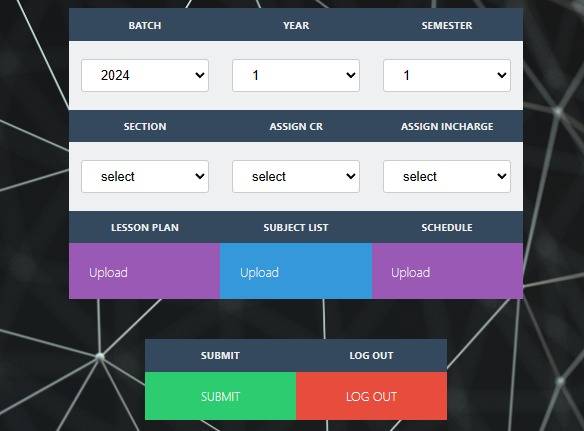 BATCH YEAR SEMESTER
2024 1 1
SECTION ASSIGN CR ASSIGN INCHARGE
select select select
LESSON PLAN SUBJECT LIST SCHEDULE
Upload Upload Upload
SUBMIT LOG OUT
SUBMIT LOG OUT